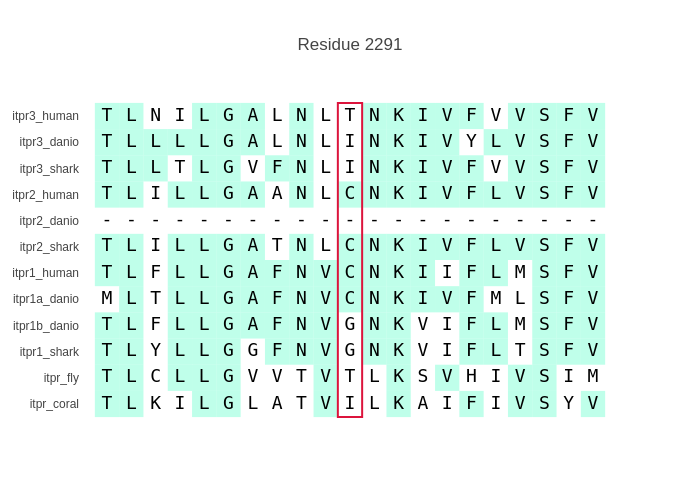 Residue 2291
itpr3_human T L N I L G A L N L T N K I V F V V S F V
itpr3_danio T L L L L G A L N L I N K I V Y L V S F V
itpr3_shark T L L T L G V F N L I N K I V F V V S F V
itpr2_human T L I L L G A A N L C N K I V F L V S F V
itpr2_danio - - - - - - - - - - - - - - - - - - - - -
itpr2_shark T L I L L G A T N L C N K I V F L V S F V
itpr1_human T L F L L G A F N V C N K I I F L M S F V
itpr1a_danio M L T L L G A F N V C N K I V F M L S F V
itpr1b_danio T L F L L G A F N V G N K V I F L M S F V
itpr1_shark T L Y L L G G F N V G N K V I F L T S F V
itpr_fly T L C L L G V V T V T L K S V H I V S I M
itpr_coral T L K I L G L A T V I L K A I F I V S Y V